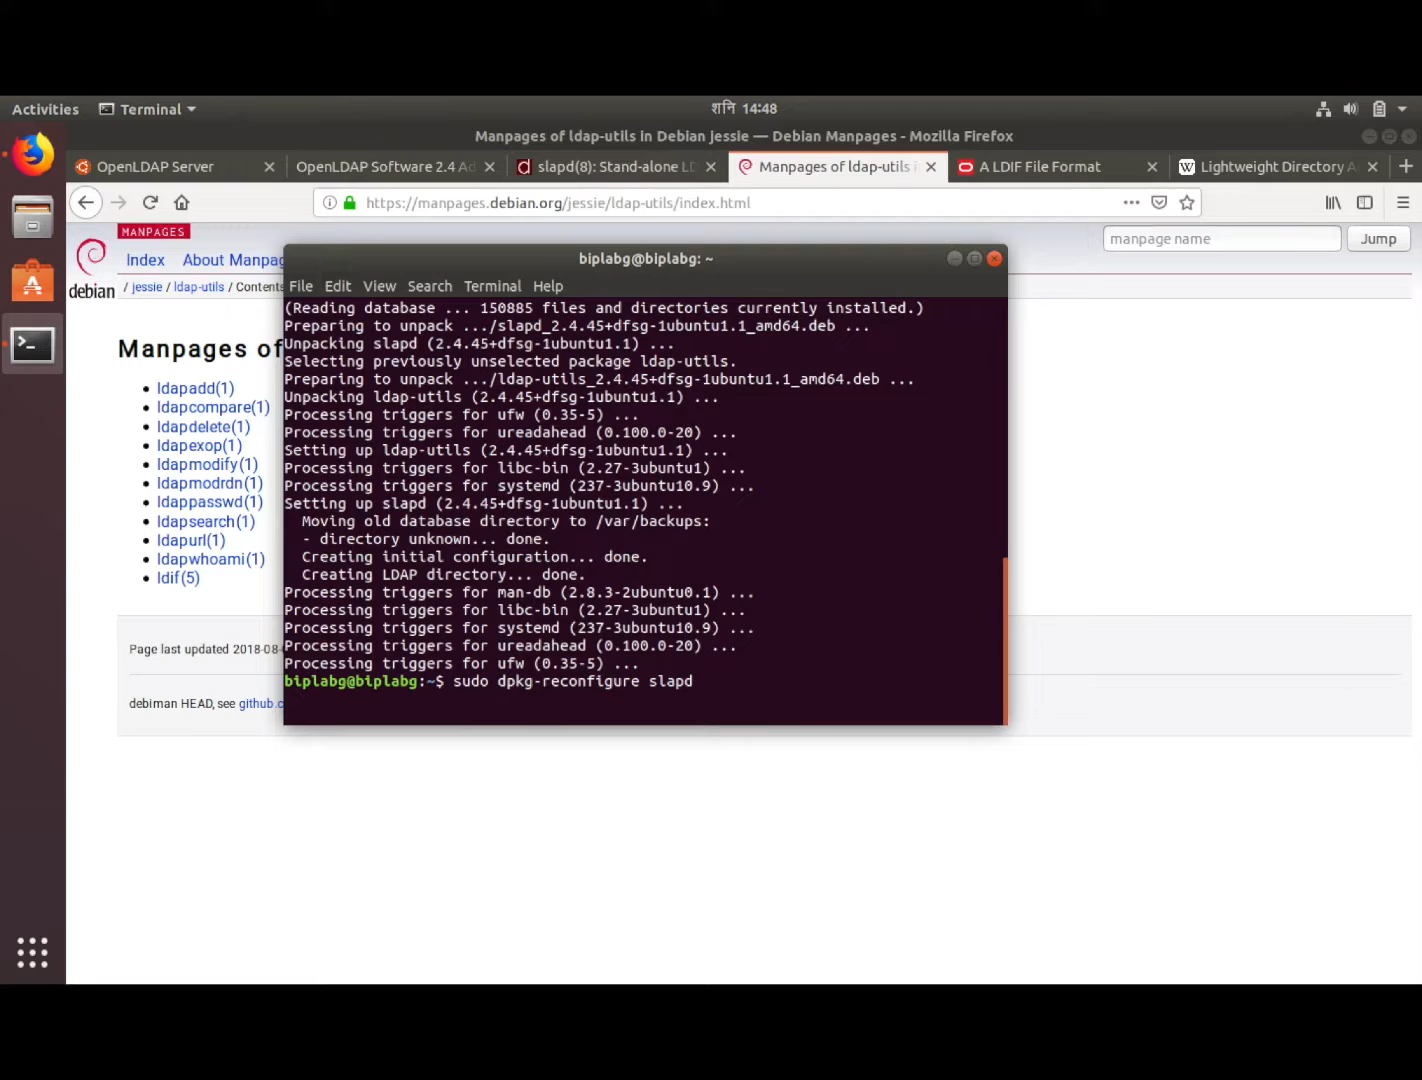 Activities Terminal शनि 14:48
Manpages of ldap-utils in Debian jessie — Debian Manpages - Mozilla Firefox
OpenLDAP Server OpenLDAP Software 2.4 Ad slapd(8): Stand-alone LD Manpages of ldap-utils i A LDIF File Format Lightweight Directory A
https://manpages.debian.org/jessie/ldap-utils/index.html
MANPAGES
manpage name Jump
Index About Manpag
debian / jessie / ldap-utils / Contents
biplabg@biplabg: ~
File Edit View Search Terminal Help
Manpages of
ldapadd(1)
ldapcompare(1)
ldapdelete(1)
ldapexop(1)
ldapmodify(1)
ldapmodrdn(1)
ldappasswd(1)
ldapsearch(1)
ldapurl(1)
ldapwhoami(1)
ldif(5)
Page last updated 2018-08-
debiman HEAD, see github.c
(Reading database ... 150885 files and directories currently installed.)
Preparing to unpack .../slapd_2.4.45+dfsg-1ubuntu1.1_amd64.deb ...
Unpacking slapd (2.4.45+dfsg-1ubuntu1.1) ...
Selecting previously unselected package ldap-utils.
Preparing to unpack .../ldap-utils_2.4.45+dfsg-1ubuntu1.1_amd64.deb ...
Unpacking ldap-utils (2.4.45+dfsg-1ubuntu1.1) ...
Processing triggers for ufw (0.35-5) ...
Processing triggers for ureadahead (0.100.0-20) ...
Setting up ldap-utils (2.4.45+dfsg-1ubuntu1.1) ...
Processing triggers for libc-bin (2.27-3ubuntu1) ...
Processing triggers for systemd (237-3ubuntu10.9) ...
Setting up slapd (2.4.45+dfsg-1ubuntu1.1) ...
Moving old database directory to /var/backups:
- directory unknown... done.
Creating initial configuration... done.
Creating LDAP directory... done.
Processing triggers for man-db (2.8.3-2ubuntu0.1) ...
Processing triggers for libc-bin (2.27-3ubuntu1) ...
Processing triggers for systemd (237-3ubuntu10.9) ...
Processing triggers for ureadahead (0.100.0-20) ...
Processing triggers for ufw (0.35-5) ...
biplabg@biplabg:~$ sudo dpkg-reconfigure slapd